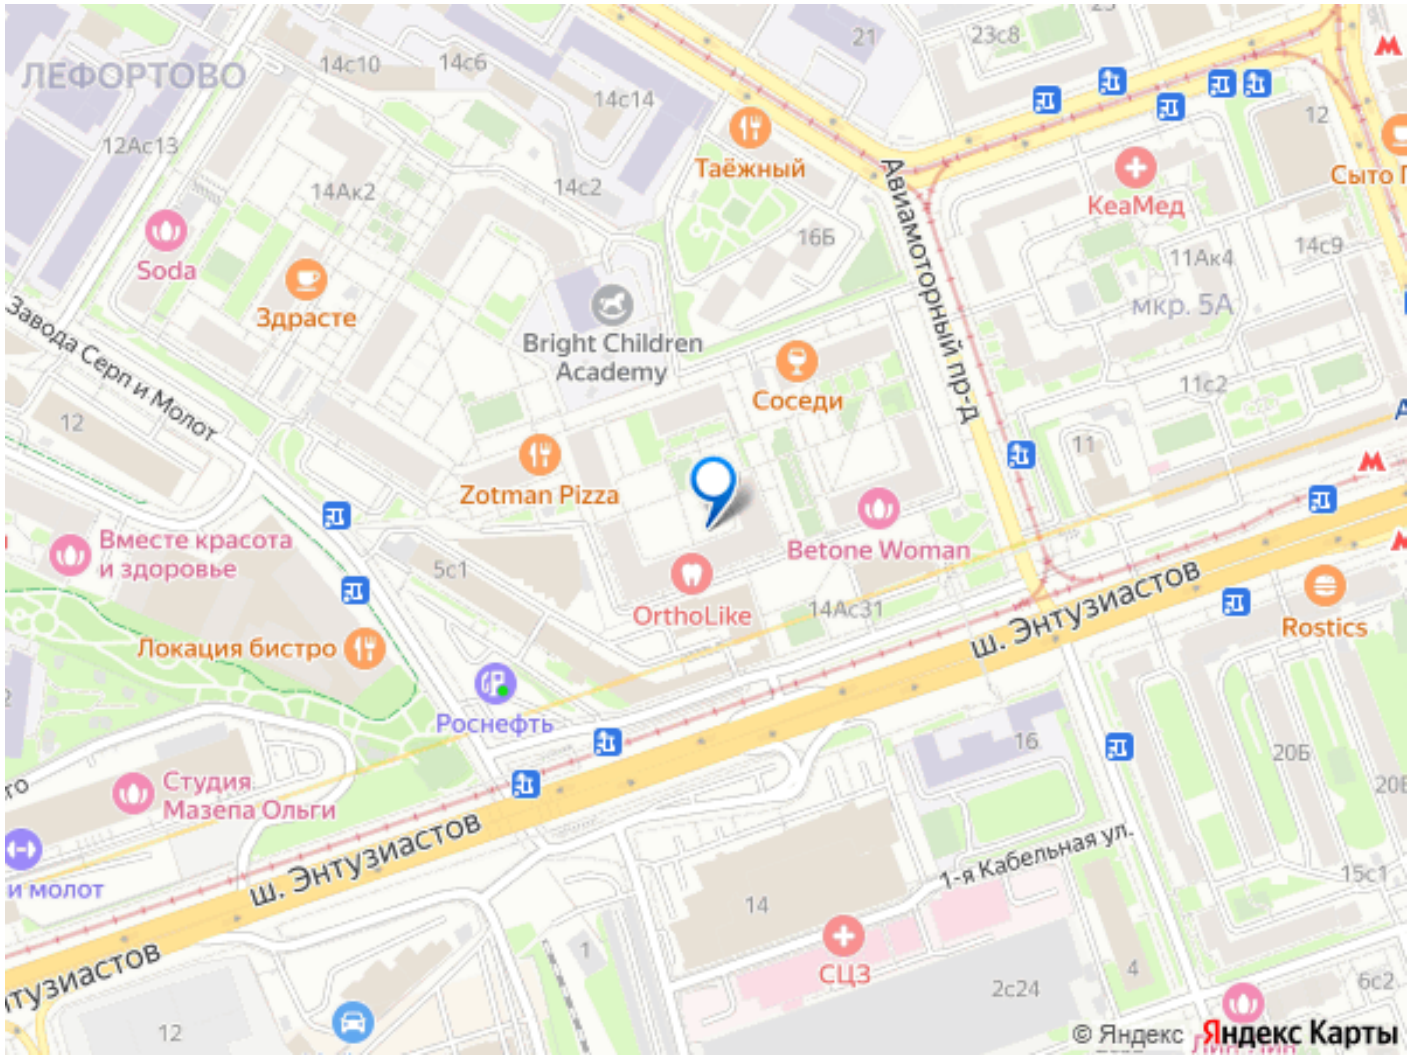 21
23с8
ЛЕФОРТОВО
14с10
14с6
14с14
12
12Ас13
Таёжный
Сыто
14Ак2
14с2
КеаМед
Авиамоторный пр-д
16Б
14с9
11Ак4
Soda
Здрасте
мкр. 5А
Завода Серп и Молот
Bright Children
Academy
Соседи
11с2
12
11
Zotman Pizza
Вместе красота
и здоровье
5с1
Betone Woman
OrthoLike
14Ас31
ш. Энтузиастов
Rostics
Локация бистро
Роснефть
16
20Б
Студия
Мазепа Ольги
ш. Энтузиастов
1-я Кабельная ул.
15с1
и молот
14
1
СЦЗ
4
2с24
6с2
12
© Яндекс Яндекс Карты